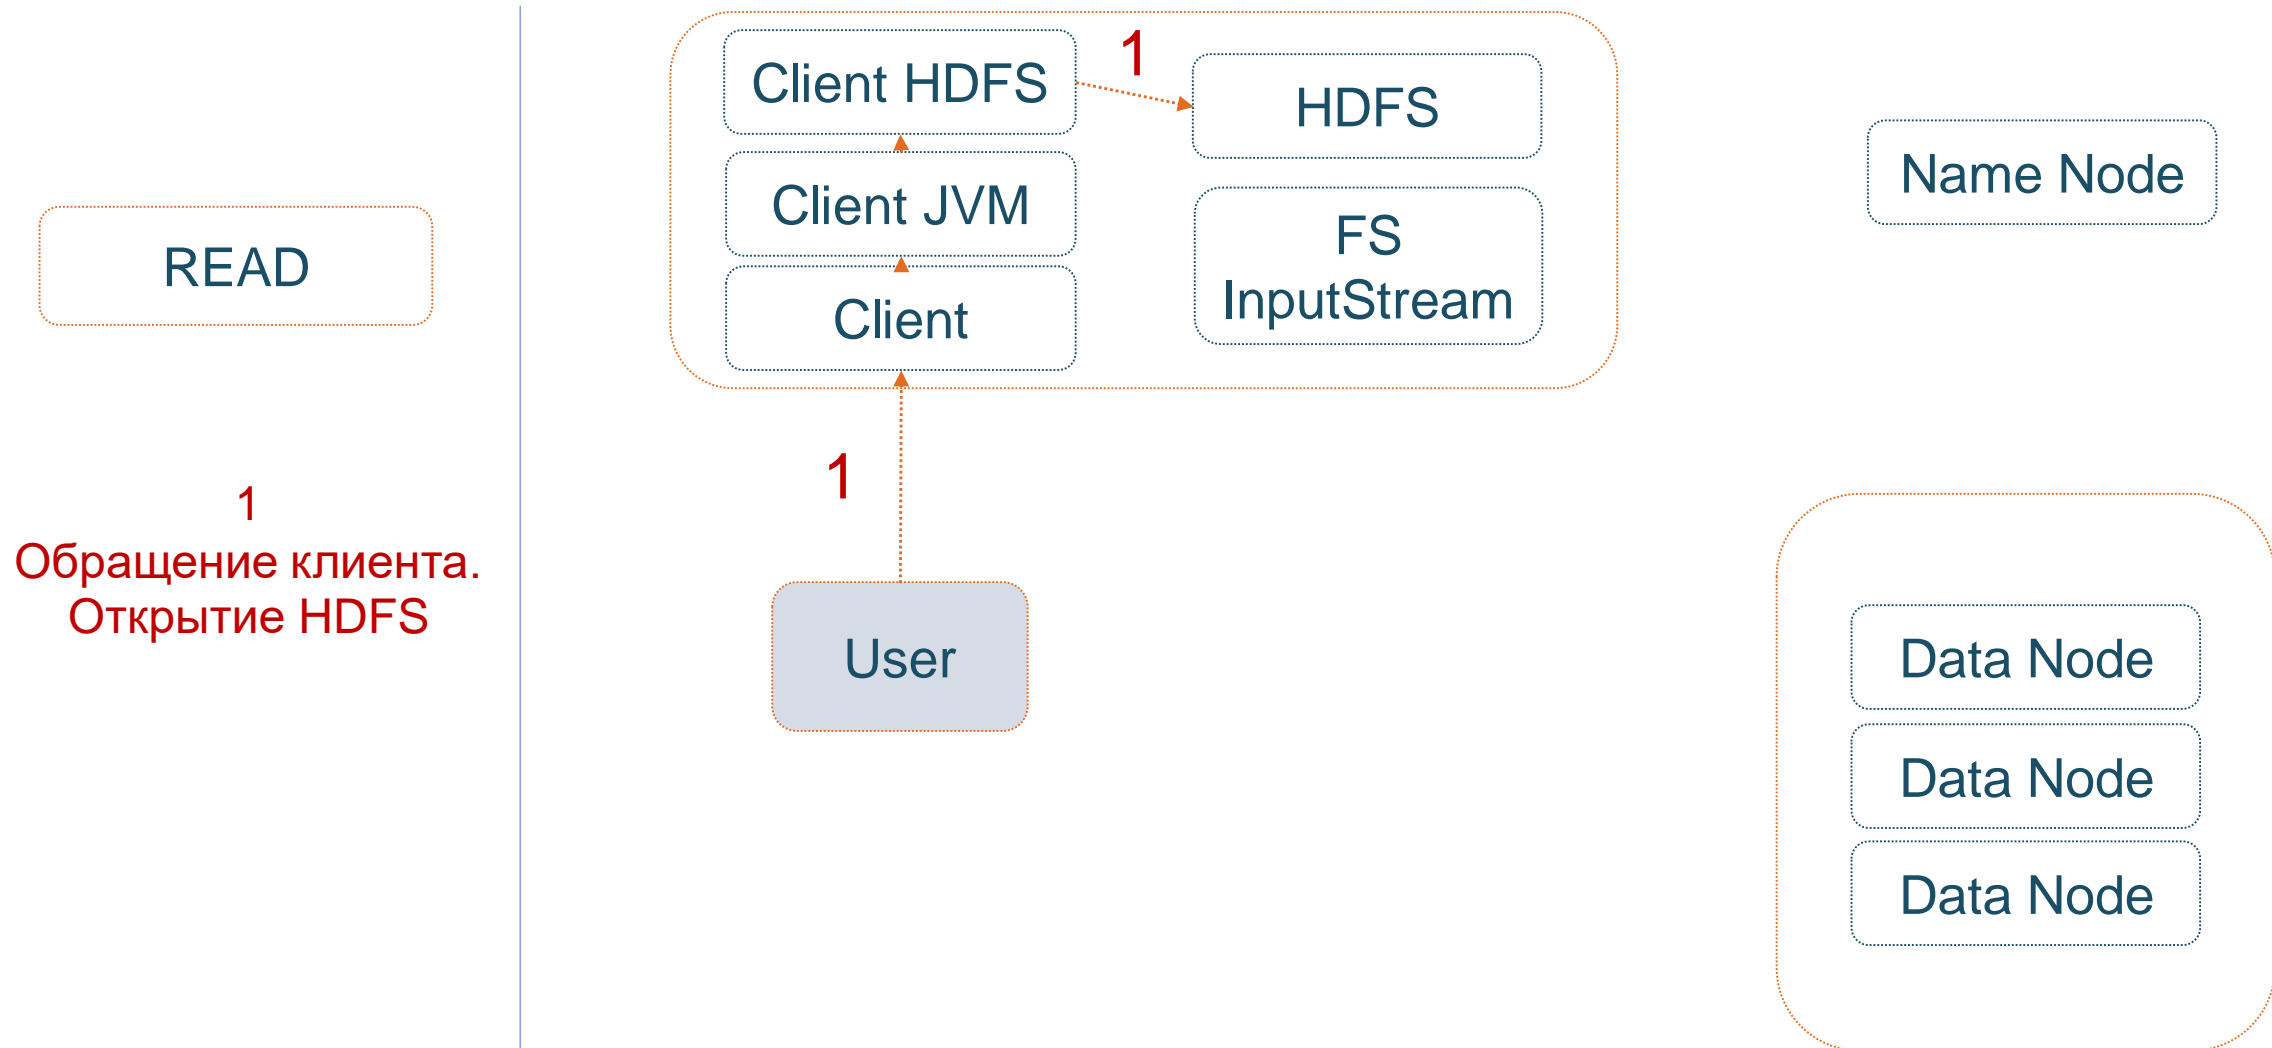 READ
1
Обращение клиента.
Открытие HDFS
Client HDFS
1
HDFS
Client JVM
FS
InputStream
Client
1
User
Name Node
Data Node
Data Node
Data Node